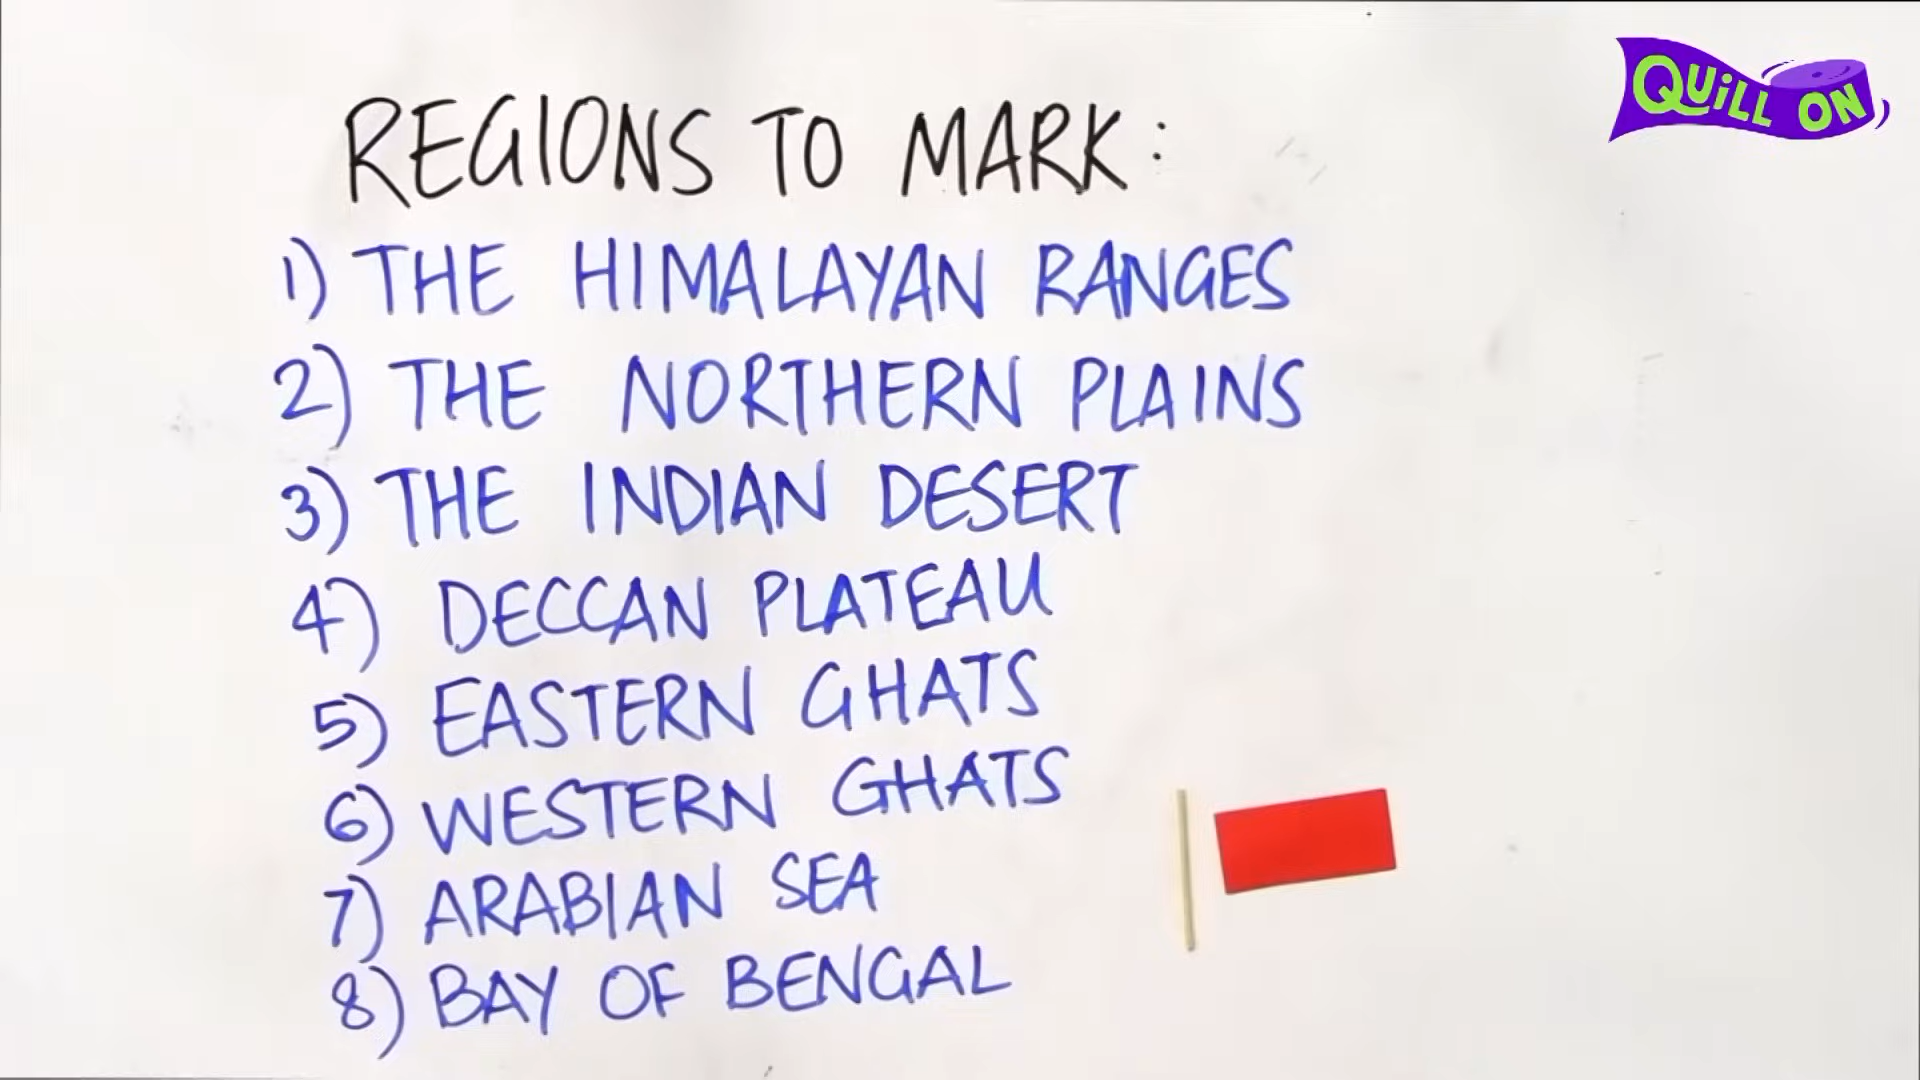 QUILL ON
REGIONS TO MARK:
1) THE HIMALAYAN RANGES
2) THE NORTHERN PLAINS
3) THE INDIAN DESERT
4) DECCAN PLATEAU
5) EASTERN GHATS
6) WESTERN GHATS
7) ARABIAN SEA
8) BAY OF BENGAL